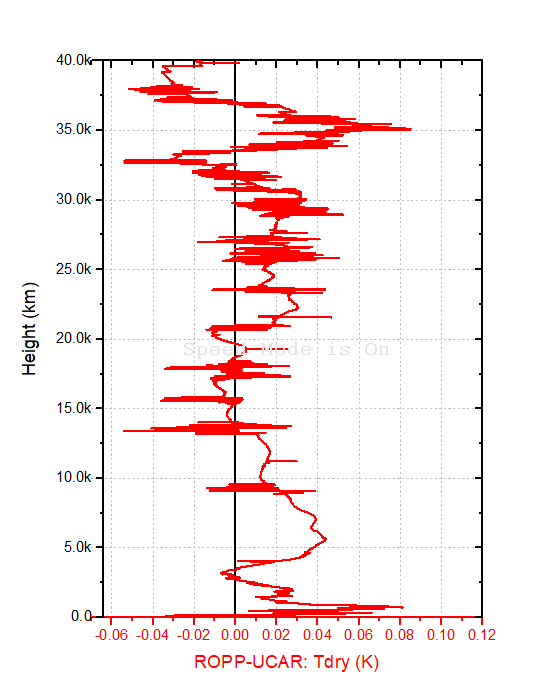 40.0k
35.0k
30.0k
25.0k
20.0k
15.0k
10.0k
5.0k
0.0
Height (km)
Speed Mode is On
-0.06 -0.04 -0.02 0.00 0.02 0.04 0.06 0.08 0.10 0.12
ROPP-UCAR: Tdry (K)